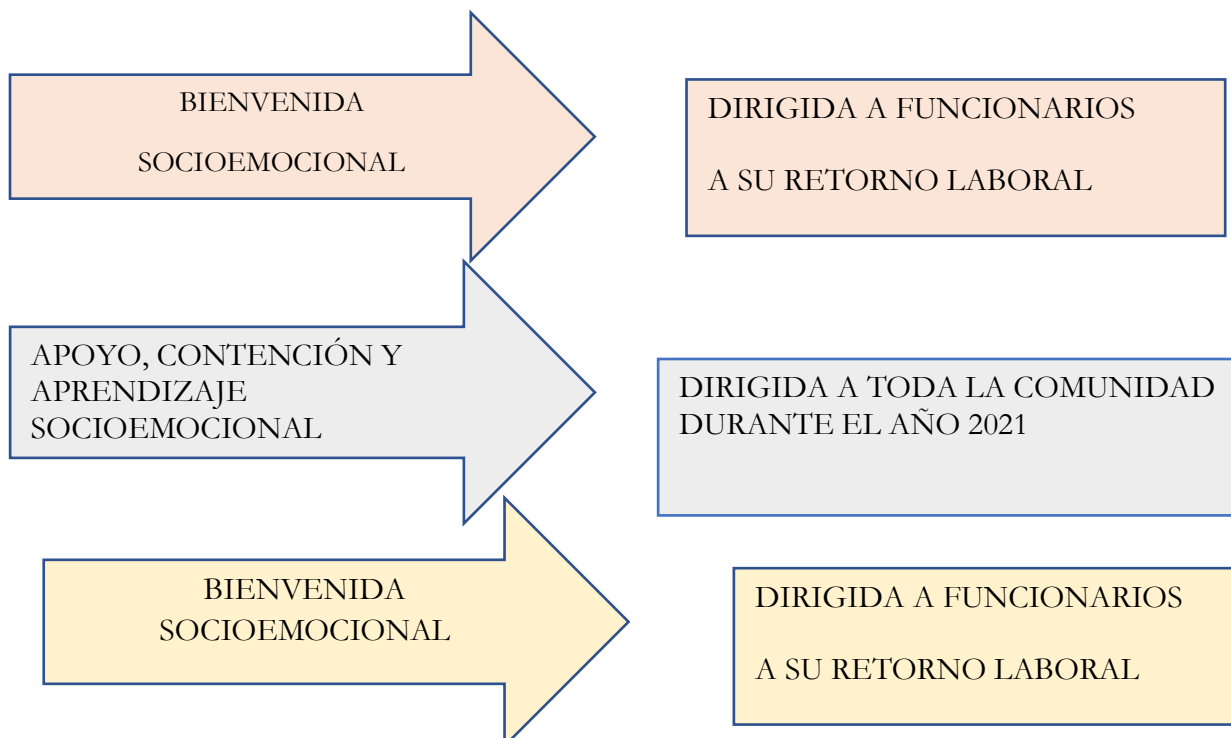 BIENVENIDA
SOCIOEMOCIONAL
DIRIGIDA A FUNCIONARIOS
A SU RETORNO LABORAL
APOYO, CONTENCIÓN Y
APRENDIZAJE
SOCIOEMOCIONAL
DIRIGIDA A TODA LA COMUNIDAD
DURANTE EL AÑO 2021
BIENVENIDA
SOCIOEMOCIONAL
DIRIGIDA A FUNCIONARIOS
A SU RETORNO LABORAL